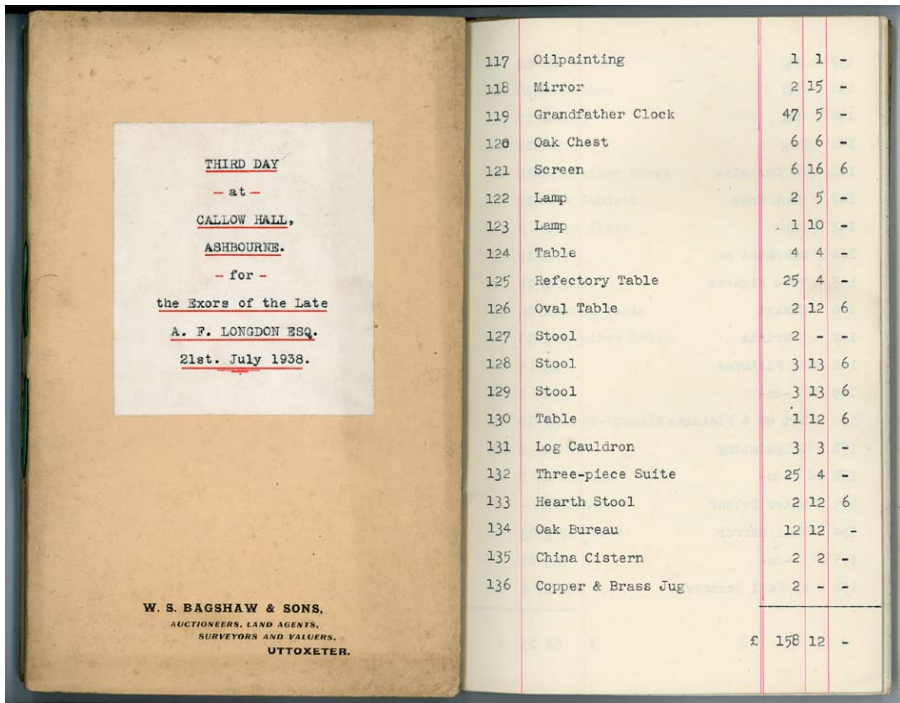 THIRD DAY
- at -
CALLOW HALL,
ASHBOURNE.
- for -
the Exors of the Late
A. F. LONGDON ESQ.
21st. July 1938.
W. S. BAGSHAW & SONS,
AUCTIONEERS, LAND AGENTS,
SURVEYORS AND VALUERS.
UTTOXETER.
117 Oilpainting 1 1 -
118 Mirror 2 15 -
119 Grandfather Clock 47 5 -
120 Oak Chest 6 6 -
121 Screen 6 16 6
122 Lamp 2 5 -
123 Lamp 1 10 -
124 Table 4 4 -
125 Refectory Table 25 4 -
126 Oval Table 2 12 6
127 Stool 2 - -
128 Stool 3 13 6
129 Stool 3 13 6
130 Table 1 12 6
131 Log Cauldron 3 3 -
132 Three-piece Suite 25 4 -
133 Hearth Stool 2 12 6
134 Oak Bureau 12 12 -
135 China Cistern 2 2 -
136 Copper & Brass Jug 2 - -
£ 158 12 -